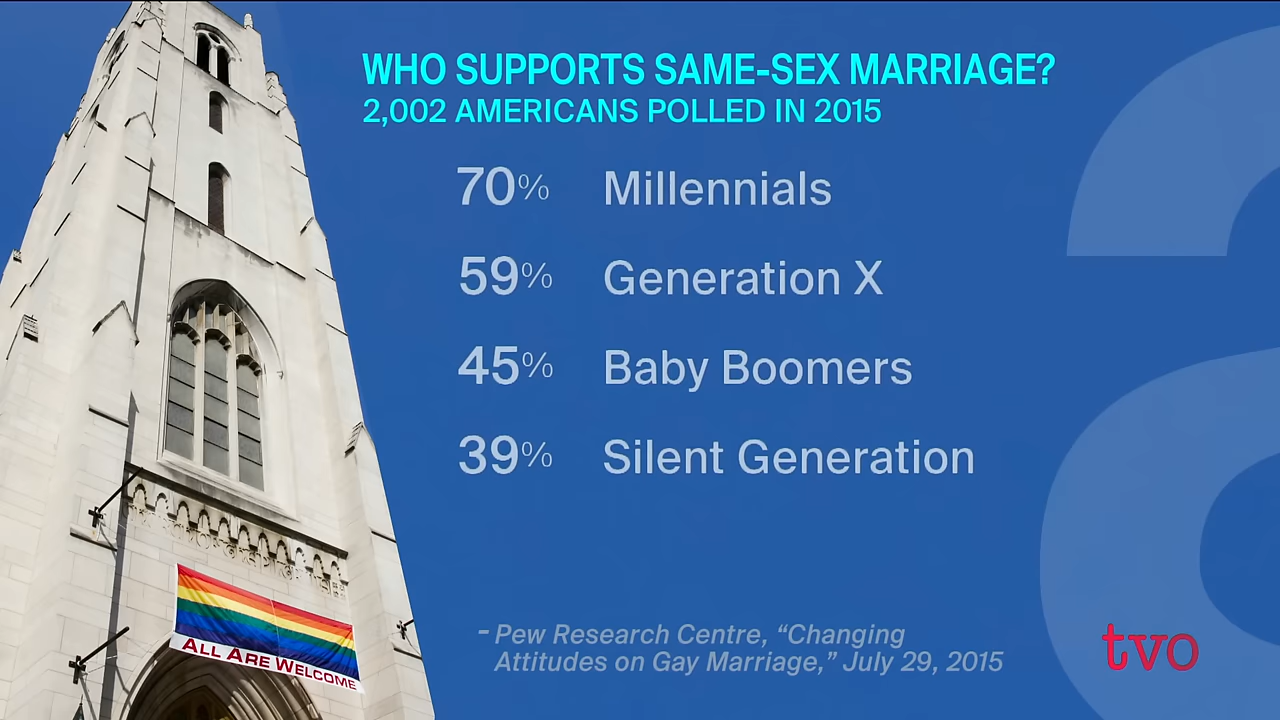 WHO SUPPORTS SAME-SEX MARRIAGE?
2,002 AMERICANS POLLED IN 2015
70% Millennials
59% Generation X
45% Baby Boomers
39% Silent Generation
- Pew Research Centre, “Changing
Attitudes on Gay Marriage,” July 29, 2015
tvo
ALL ARE WELCOME